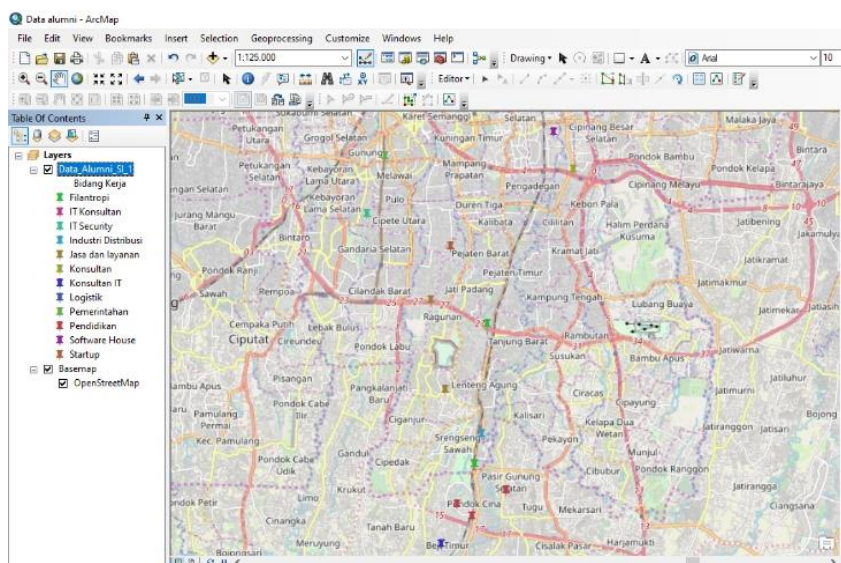 Data alumni - ArcMap
File Edit View Bookmarks Insert Selection Geoprocessing Customize Windows Help
1:125,000 Drawing Arial 10
Editor
Table Of Contents
Layers
Data_Alumni_SI_1
Bidang Kerja
Filantropi
IT Konsultan
IT Security
Industri Distribusi
Jasa dan layanan
Konsultan
Konsultan IT
Logistik
Pemerintahan
Pendidikan
Software House
Startup
Basemap
OpenStreetMap
Karet Semanggi
Selatan
Malaka Jaya
Petukangan
Utara
Grogol Selatan
Kuningan Timur
Cipinang Besar
Selatan
49
Gunung
Petukangan
Selatan
Kebayoran
Lama Utara
Melawai
Mampang
Prapatan
Pengadegan
Pondok Bambu
Pondok Kelapa
Cipinang Melayu
Bintarajaya
Kebayoran
Lama Selatan
Pulo
Duren Tiga
Kebon Pala
Jurang Mangu
Barat
Cipete Utara
Kalibata
Cililitan
Halim Perdana
Kusuma
Jatibening
Jakamulya
Bintaro
Gandaria Selatan
Pejaten Barat
Kramat Jati
Jatikramat
Pondok Ranji
Pejaten Timur
Sawah
Rempoa
Cilandak Barat
Jati Padang
Kampung Tengah
Jatimakmur
Lubang Buaya
Jatiasih
Cempaka Putih
Lebak Bulus
Ragunan
Ciputat
Cireundeu
Pondok Labu
Tanjung Barat
Rambutan
Susukan
Bambu Apus
Jatiwarna
Jatimekar
Bambu Apus
Pisangan
Pangkalanjati
Baru
Lenteng Agung
Ciracas
Cipayung
Jatiluhur
Pamulang
Permai
Pondok Cabe
Ilir
Ciganjur
Kalisari
Jatimurni
Bojong
Kec. Pamulang
Srengseng
Sawah
Kelapa Dua
Wetan
Jatiranggon
Jatisari
Pondok Cabe
Udik
Gandul
Cipedak
Pekayon
Munjul
Cibubur
Pondok Ranggon
Pasir Gunung
Selatan
Limo
Krukut
Pondok Cina
Tugu
Mekarsari
Jatirangga
Pondok Petir
Cinangka
Tanah Baru
15
17
Harjamukti
Ciangsana
Meruyung
Beji Timur
Cisalak Pasar
Bojongsari